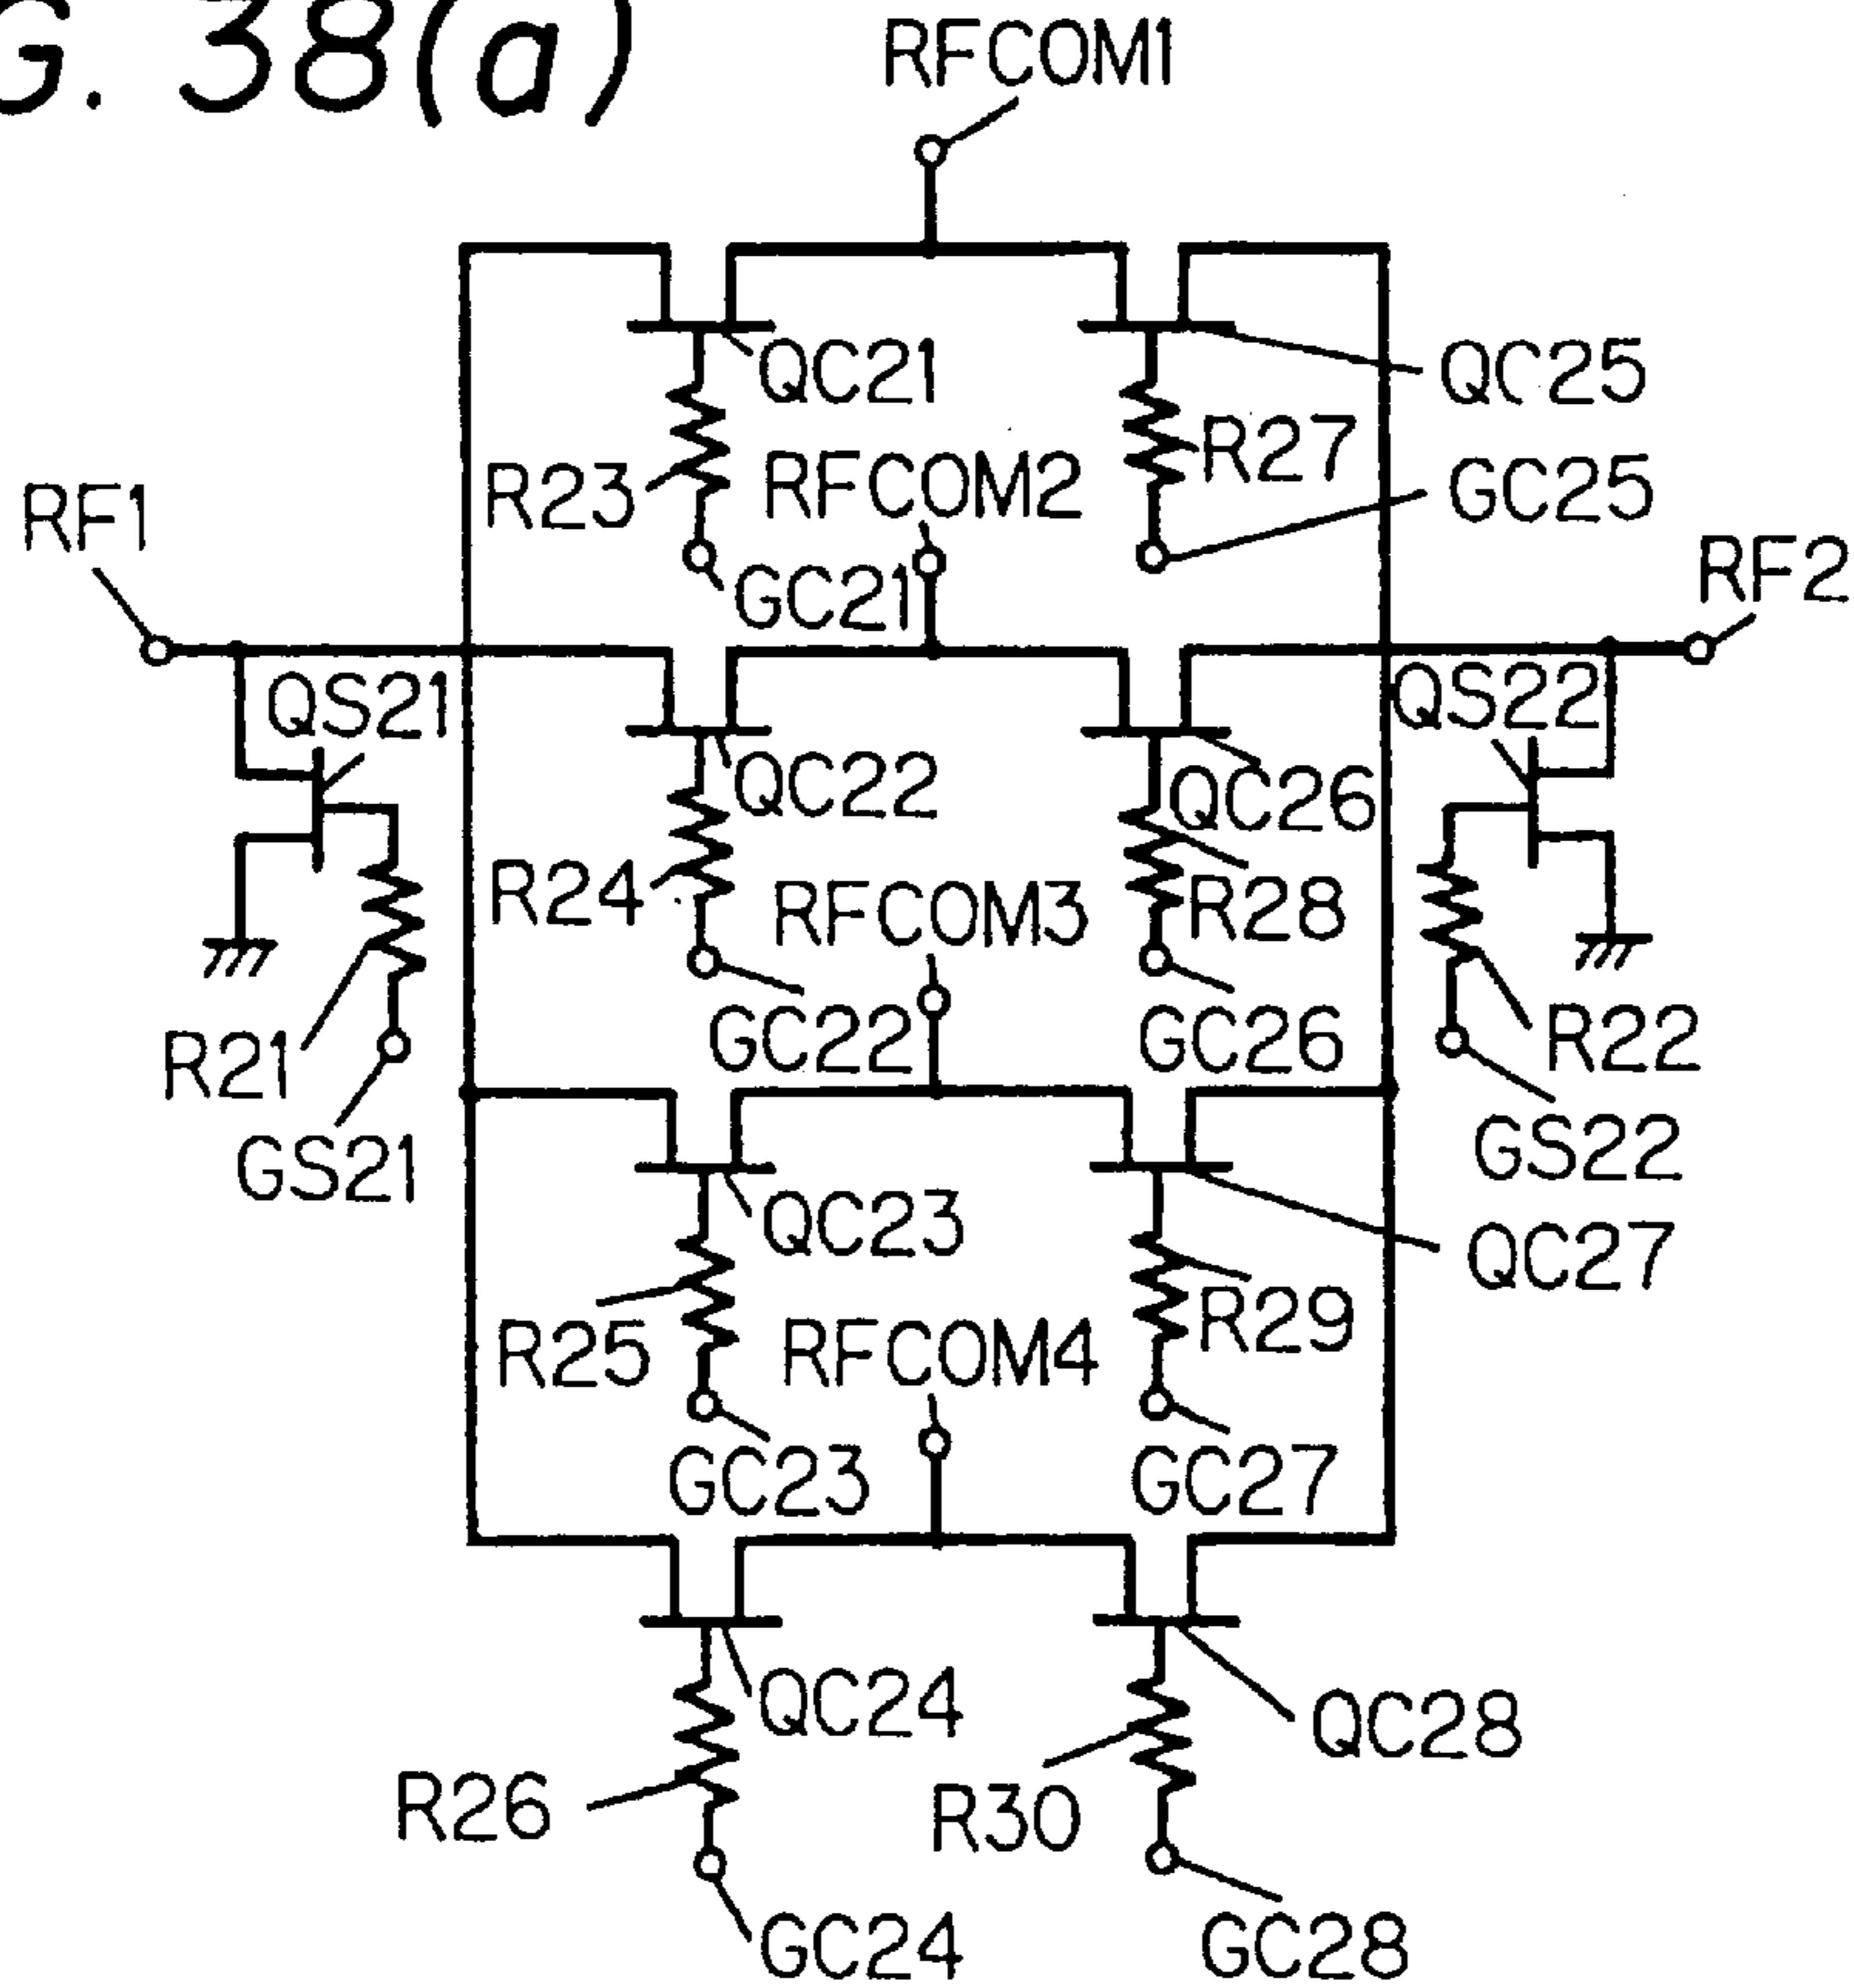 G. 38(a)
RFCOM1
QC21
QC25
R23
RFCOM2
R27
GC25
RF1
GC21
RF2
QS21
QS22
QC22
QC26
R24
RFCOM3
R28
R21
GC22
GC26
R22
GS21
GS22
QC23
QC27
R25
RFCOM4
R29
GC23
GC27
QC24
QC28
R26
R30
GC24
GC28